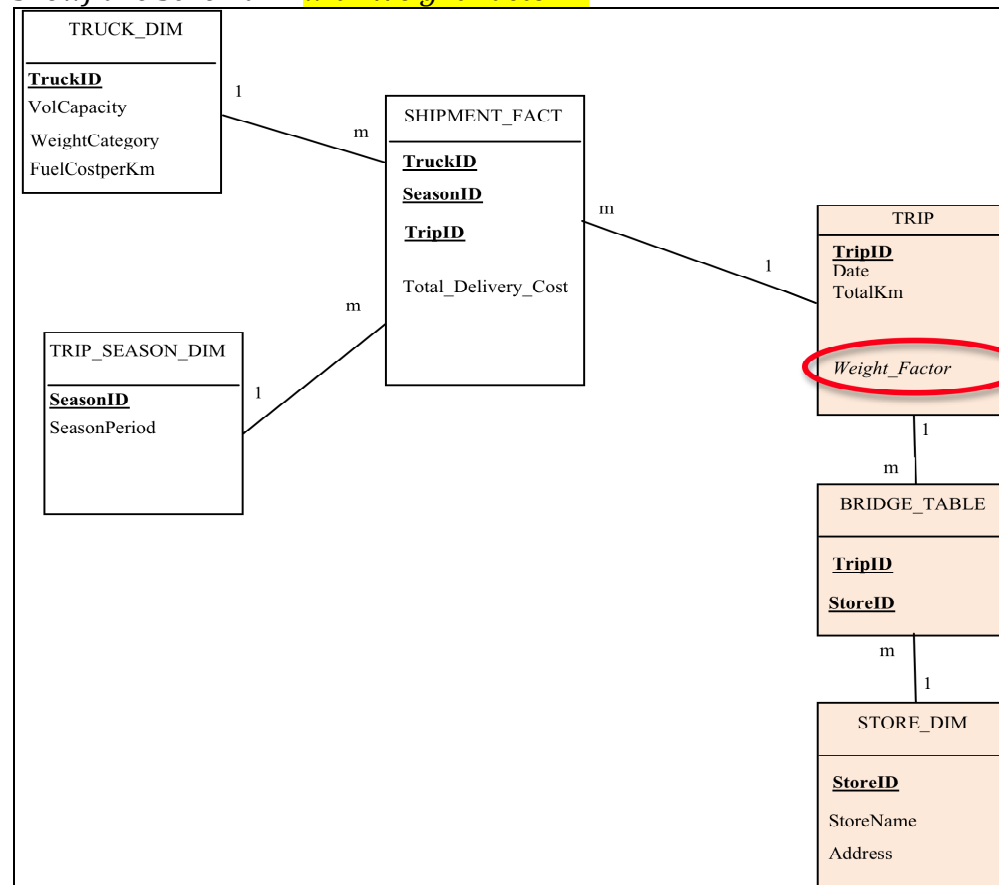 TRUCK_DIM
TruckID
VolCapacity
WeightCategory
FuelCostperKm
1
m
SHIPMENT_FACT
TruckID
SeasonID
TripID
Total_Delivery_Cost
m
1
TRIP
TripID
Date
TotalKm
Weight_Factor
m
1
TRIP_SEASON_DIM
SeasonID
SeasonPeriod
1
m
BRIDGE_TABLE
TripID
StoreID
m
1
STORE_DIM
StoreID
StoreName
Address